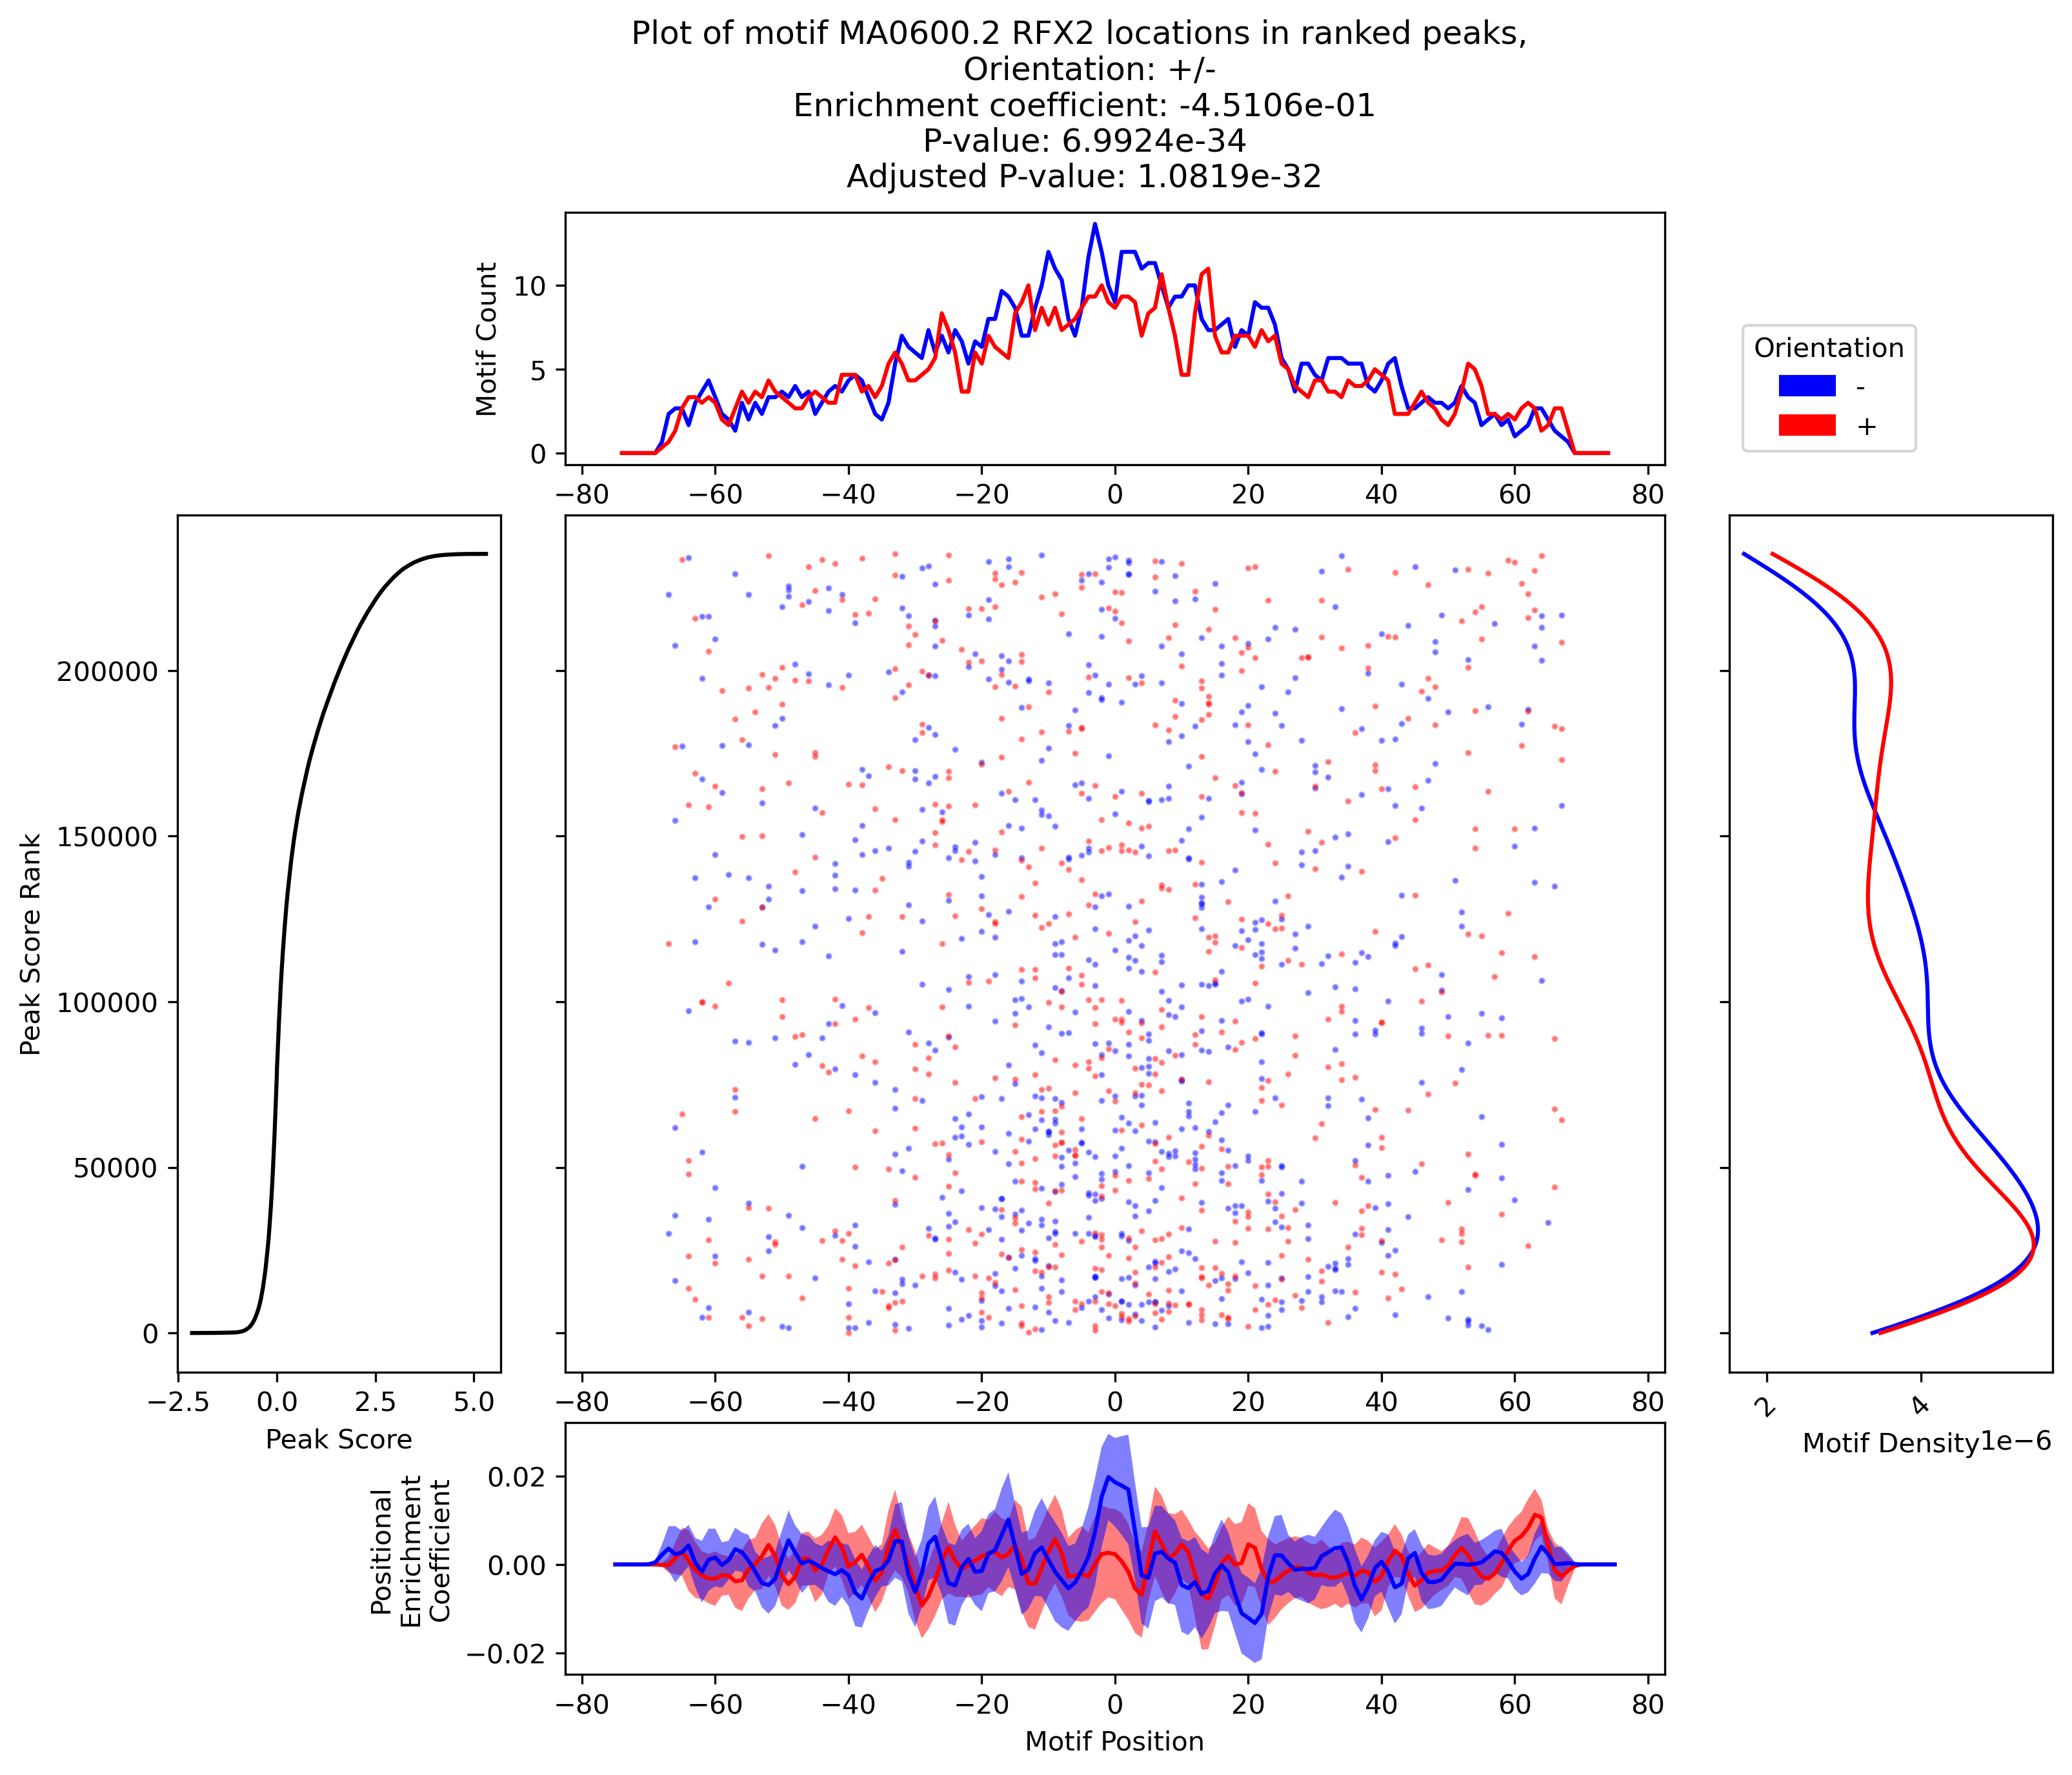 Plot of motif MA0600.2 RFX2 locations in ranked peaks,
Orientation: +/-
Enrichment coefficient: -4.5106e-01
P-value: 6.9924e-34
Adjusted P-value: 1.0819e-32
Motif Count
10
5
0
−80 −60 −40 −20 0 20 40 60 80
Orientation
-
+
Peak Score Rank
200000
150000
100000
50000
0
−2.5 0.0 2.5 5.0
Peak Score
−80 −60 −40 −20 0 20 40 60 80
2 4
Motif Density
1e−6
Positional
Enrichment
Coefficient
0.02
0.00
−0.02
−80 −60 −40 −20 0 20 40 60 80
Motif Position